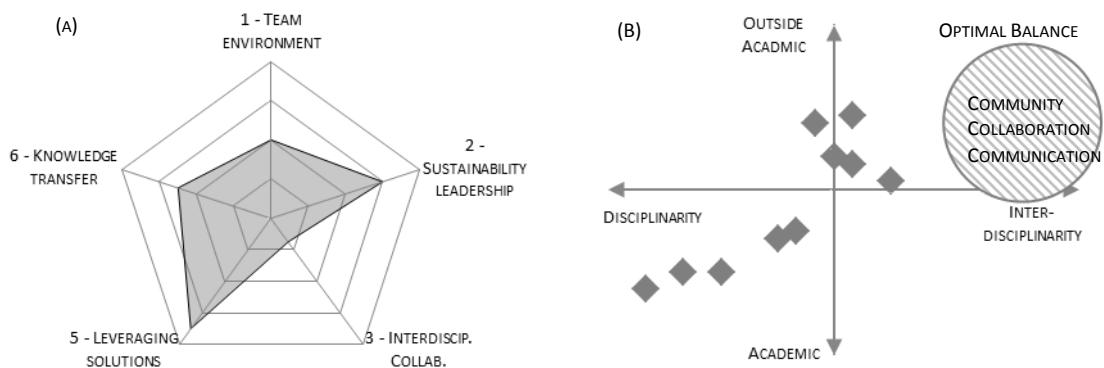 (A)
1 - TEAM
ENVIRONMENT
2 -
SUSTAINABILITY
LEADERSHIP
3 - INTERDISCIP.
COLLAB.
5 - LEVERAGING
SOLUTIONS
6 - KNOWLEDGE
TRANSFER
(B)
OUTSIDE
ACADMIC
OPTIMAL BALANCE
COMMUNITY
COLLABORATION
COMMUNICATION
DISCIPLINARITY
INTER-
DISCIPLINARITY
ACADEMIC